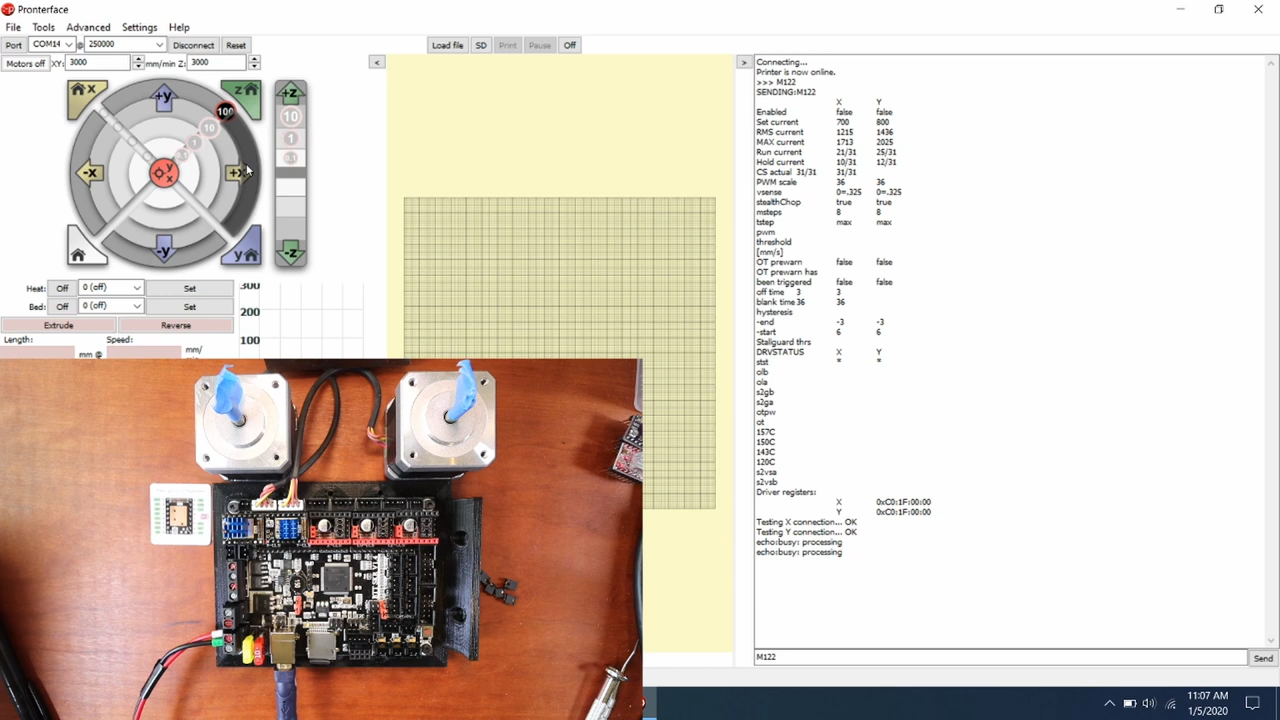 Pronterface
File Tools Advanced Settings Help
Port COM14 @ 250000 Disconnect Reset
Load file SD Print Pause Off
Motors off XY: 3000 mm/min Z: 3000
< >
X +y z +z
100
10 10
1 1
0.1
-X +X
y
x
-y y -z
Heat: Off 0 (off) Set
Bed: Off 0 (off) Set
Extrude Reverse
Length: Speed:
mm @ mm/
300
200
100
Connecting...
Printer is now online.
>>> M122
SENDING:M122
X Y
Enabled false false
Set current 700 800
RMS current 1215 1436
MAX current 1713 2025
Run current 21/31 25/31
Hold current 10/31 12/31
CS actual 31/31 31/31
PWM scale 36 36
vsense 0=.325 0=.325
stealthChop true true
msteps 8 8
tstep max max
pwm
threshold
[mm/s]
OT prewarn false false
OT prewarn has
been triggered false false
off time 3 3
blank time 36 36
hysteresis
-end -3 -3
-start 6 6
Stallguard thrs
DRVSTATUS X Y
stst * *
olb
ola
s2gb
s2ga
otpw
ot
157C
150C
143C
120C
s2vsa
s2vsb
Driver registers:
X 0xC0:1F:00:00
Y 0xC0:1F:00:00
Testing X connection... OK
Testing Y connection... OK
echo:busy: processing
echo:busy: processing
M122 Send
11:07 AM
1/5/2020